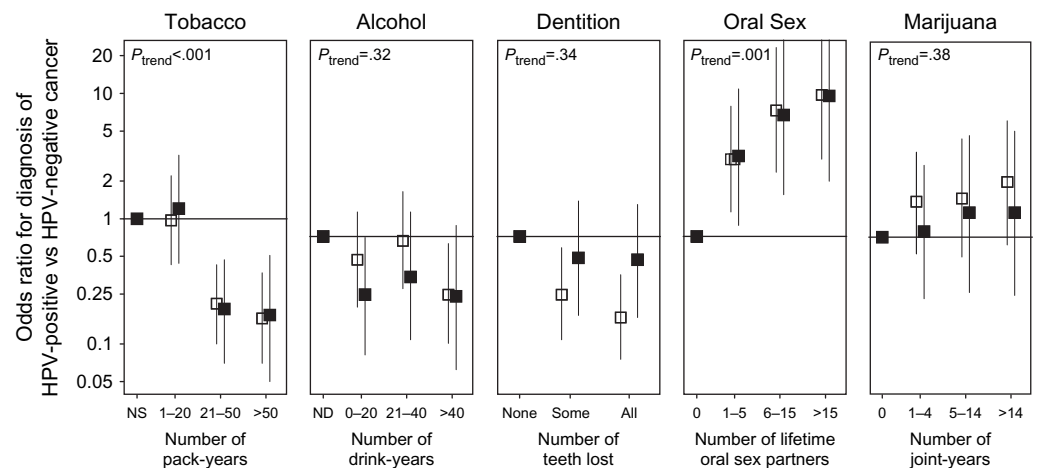 Tobacco
Alcohol
Dentition
Oral Sex
Marijuana
Odds ratio for diagnosis of
HPV-positive vs HPV-negative cancer
20
10
5
2
1
0.5
0.25
0.1
0.05
Ptrend<.001
Ptrend=.32
Ptrend=.34
Ptrend=.001
Ptrend=.38
NS 1–20 21–50 >50
ND 0–20 21–40 >40
None Some All
0 1–5 6–15 >15
0 1–4 5–14 >14
Number of
pack-years
Number of
drink-years
Number of
teeth lost
Number of lifetime
oral sex partners
Number of
joint-years